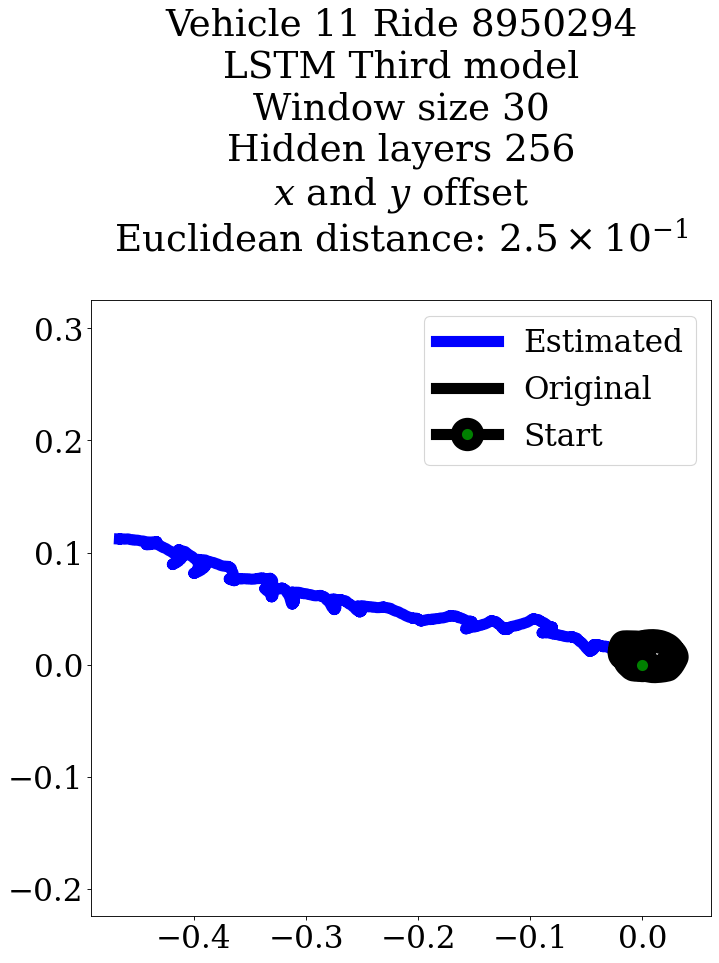 Vehicle 11 Ride 8950294
LSTM Third model
Window size 30
Hidden layers 256
x and y offset
Euclidean distance: 2.5 × 10⁻¹
Estimated
Original
Start
0.3
0.2
0.1
0.0
−0.1
−0.2
−0.4 −0.3 −0.2 −0.1 0.0